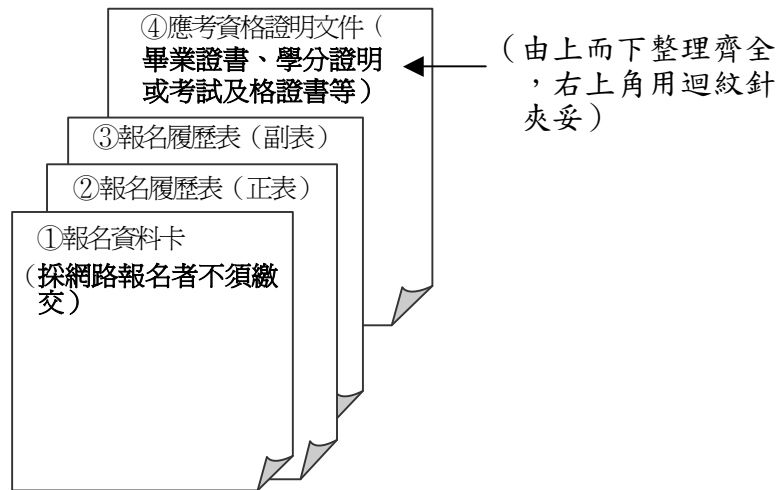 ④應考資格證明文件（
畢業證書、學分證明
或考試及格證書等）
（由上而下整理齊全
，右上角用迴紋針
夾妥）
③報名履歷表（副表）
②報名履歷表（正表）
①報名資料卡
（採網路報名者不須繳
交）